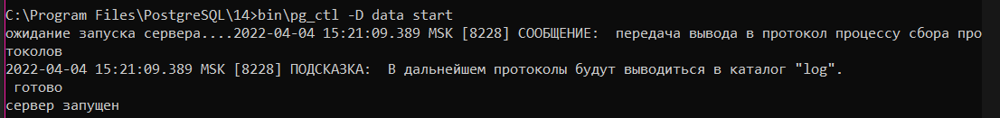 C:\Program Files\PostgreSQL\14>bin\pg_ctl -D data start
ожидание запуска сервера....2022-04-04 15:21:09.389 MSK [8228] СООБЩЕНИЕ:  передача вывода в протокол процессу сбора про
токолов
2022-04-04 15:21:09.389 MSK [8228] ПОДСКАЗКА:  В дальнейшем протоколы будут выводиться в каталог "log".
 готово
сервер запущен